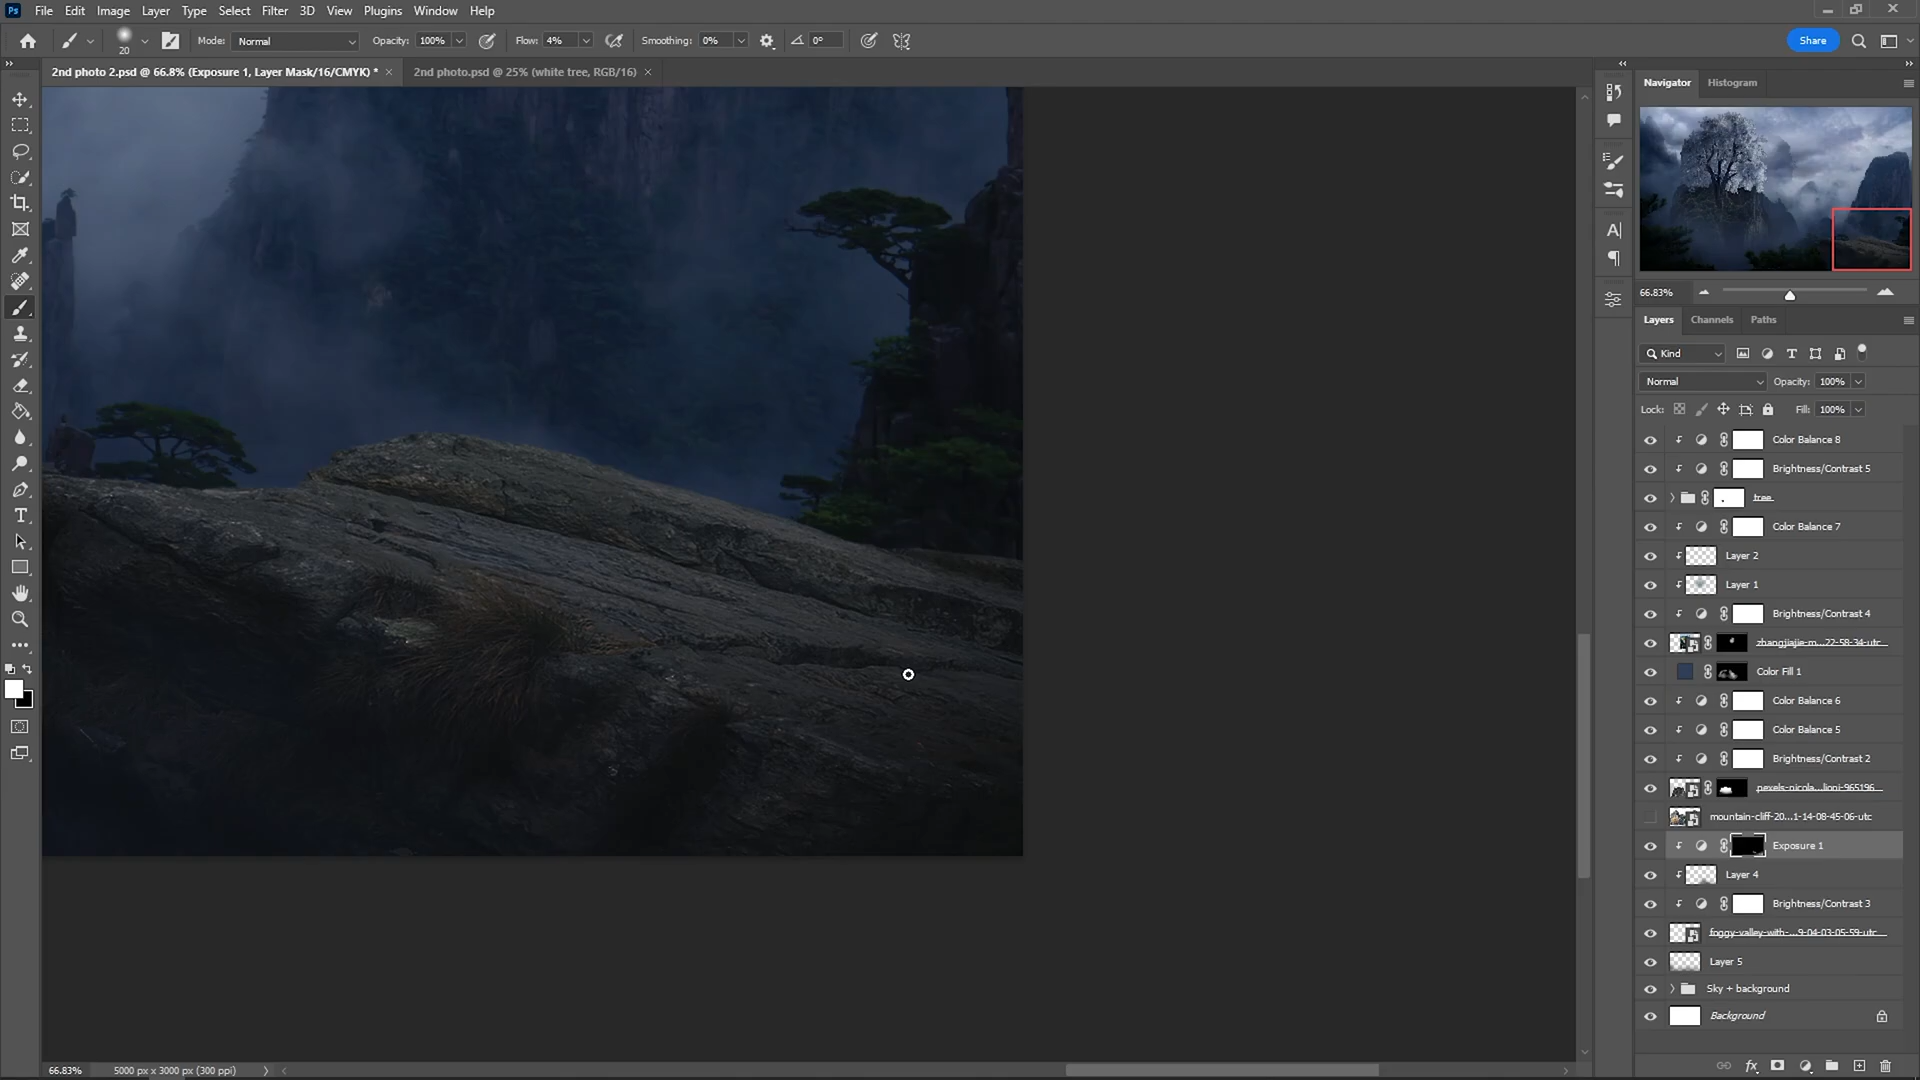 Ps File Edit Image Layer Type Select Filter 3D View Plugins Window Help
20 Mode: Normal Opacity: 100% Flow: 4% Smoothing: 0% 0° Share
2nd photo 2.psd @ 66.8% (Exposure 1, Layer Mask/16/CMYK) * × 2nd photo.psd @ 25% (white tree, RGB/16) ×
Navigator Histogram
66.83%
Layers Channels Paths
Kind
Normal Opacity: 100%
Lock: Fill: 100%
Color Balance 8
Brightness/Contrast 5
tree
Color Balance 7
Layer 2
Layer 1
Brightness/Contrast 4
zhangjiajie-m...22-58-34-utc
Color Fill 1
Color Balance 6
Color Balance 5
Brightness/Contrast 2
pexels-nicola...lioni-965196
mountain-cliff-20...1-14-08-45-06-utc
Exposure 1
Layer 4
Brightness/Contrast 3
foggy-valley-with-...9-04-03-05-59-utc
Layer 5
Sky + background
Background
66.83% 5000 px x 3000 px (300 ppi)